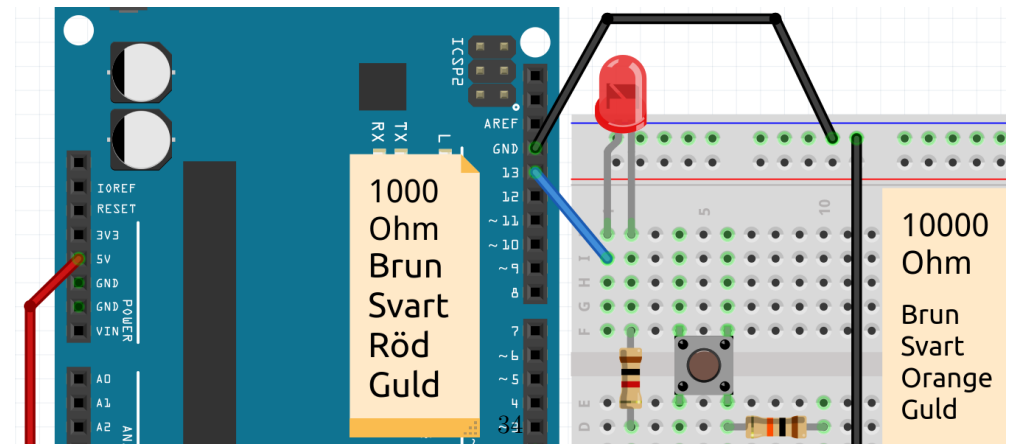 ICSP2
AREF
GND
13
12
~11
~10
~9
8
7
~6
~5
4
~3
34
RX
TX
L
IOREF
RESET
3V3
5V
GND
GND
VIN
POWER
A0
A1
A2
AN
1000
Ohm
Brun
Svart
Röd
Guld
5
10
I
H
G
F
E
D
10000
Ohm
Brun
Svart
Orange
Guld